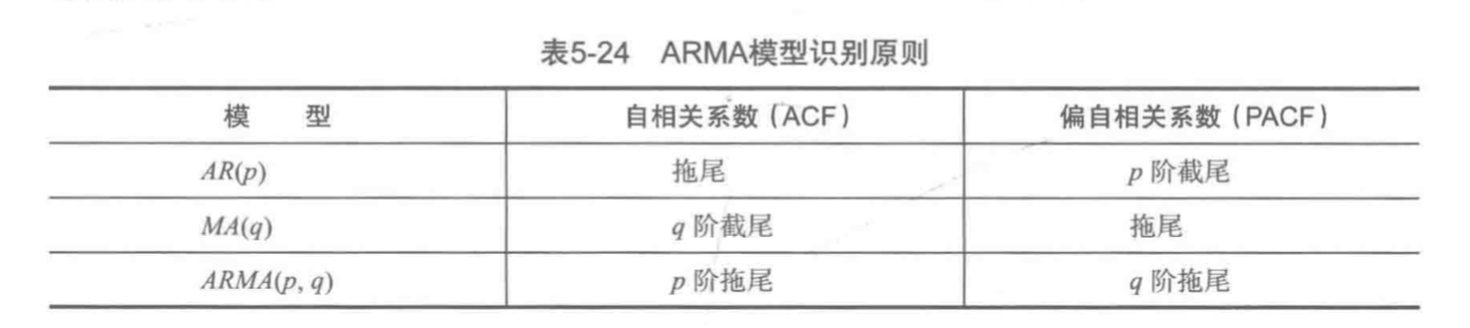 表5-24 ARMA模型识别原则
模 型 自相关系数(ACF) 偏自相关系数(PACF)
AR(p) 拖尾 p 阶截尾
MA(q) q 阶截尾 拖尾
ARMA(p, q) p 阶拖尾 q 阶拖尾